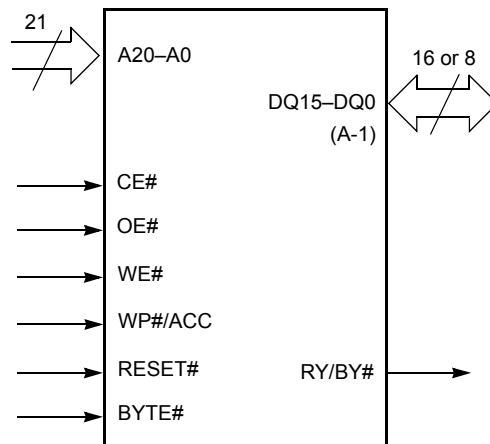 21
A20–A0
16 or 8
DQ15–DQ0
(A-1)
CE#
OE#
WE#
WP#/ACC
RESET#
RY/BY#
BYTE#